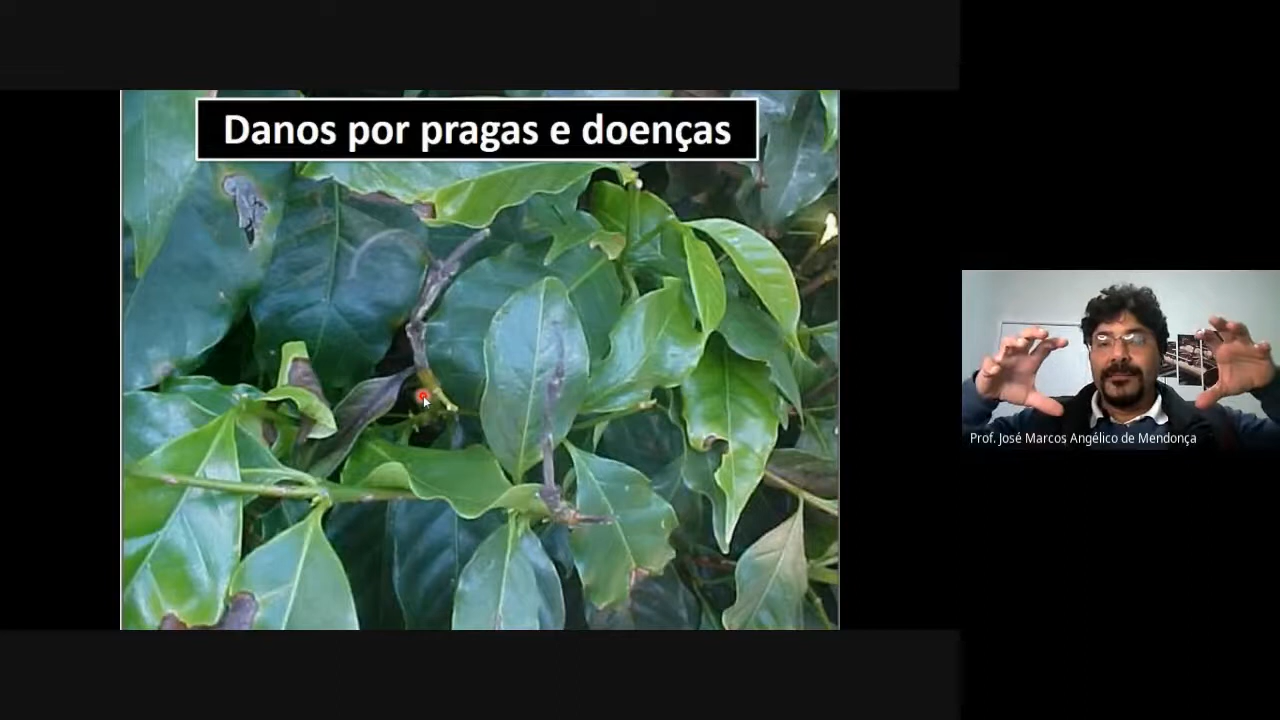 Danos por pragas e doenças
Prof. José Marcos Angélico de Mendonça